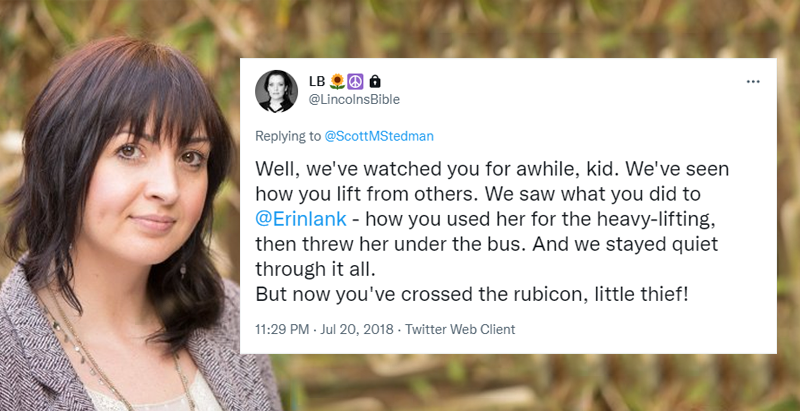 LB 🌻☮️🔒
@LincolnsBible
Replying to @ScottMStedman
Well, we've watched you for awhile, kid. We've seen
how you lift from others. We saw what you did to
@Erinlank - how you used her for the heavy-lifting,
then threw her under the bus. And we stayed quiet
through it all.
But now you've crossed the rubicon, little thief!
11:29 PM · Jul 20, 2018 · Twitter Web Client